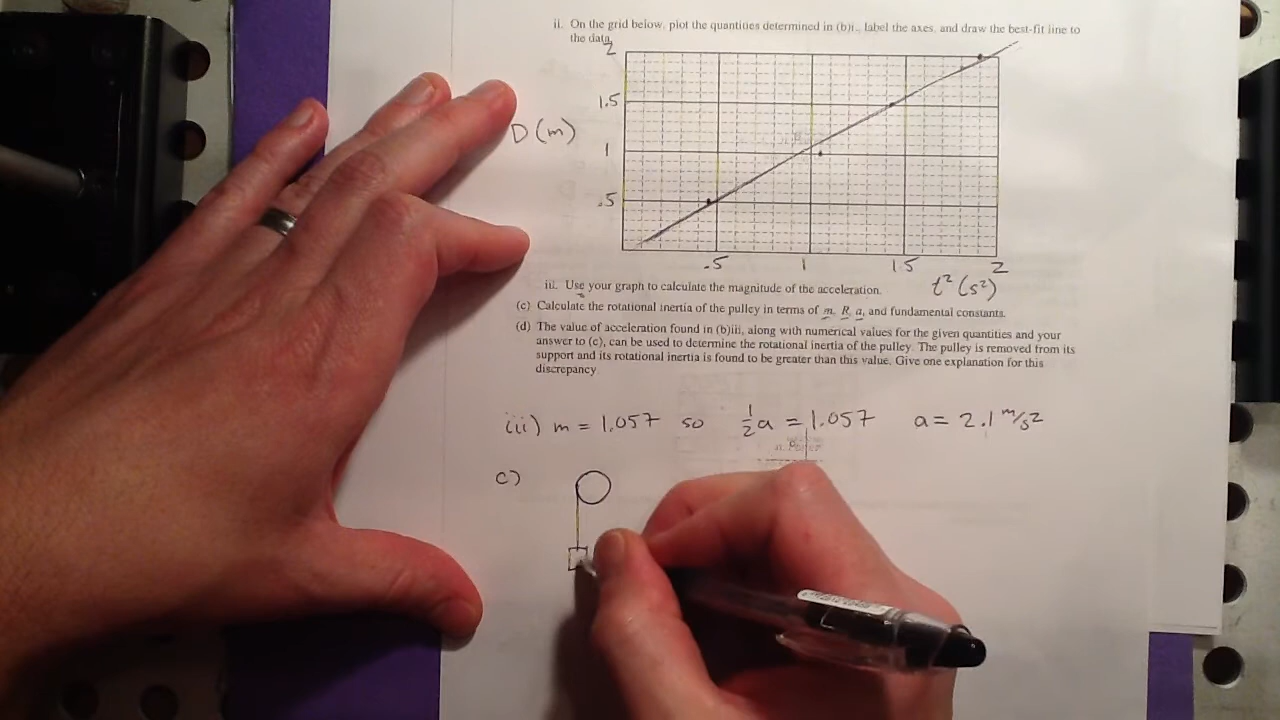 ii. On the grid below, plot the quantities determined in (b)i., label the axes, and draw the best-fit line to
the data.
2
1.5
D (m)
1
.5
.5 1 1.5 2
t² (s²)
iii. Use your graph to calculate the magnitude of the acceleration.
(c) Calculate the rotational inertia of the pulley in terms of m, R, a, and fundamental constants.
(d) The value of acceleration found in (b)iii, along with numerical values for the given quantities and your
answer to (c), can be used to determine the rotational inertia of the pulley. The pulley is removed from its
support and its rotational inertia is found to be greater than this value. Give one explanation for this
discrepancy.
iii) m = 1.057 so ½a = 1.057 a = 2.1 m/s²
c)